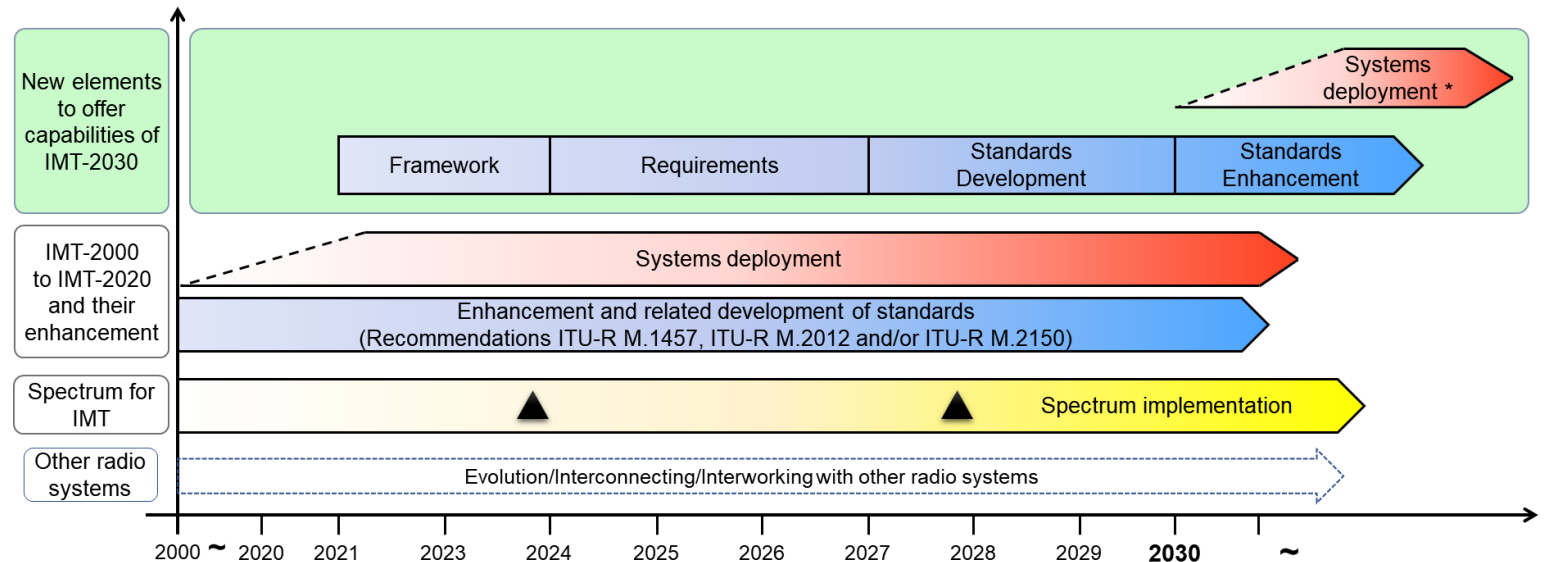 New elements
to offer
capabilities of
IMT-2030
Systems
deployment *
Framework
Requirements
Standards
Development
Standards
Enhancement
IMT-2000
to IMT-2020
and their
enhancement
Systems deployment
Enhancement and related development of standards
(Recommendations ITU-R M.1457, ITU-R M.2012 and/or ITU-R M.2150)
Spectrum for
IMT
Spectrum implementation
Other radio
systems
Evolution/Interconnecting/Interworking with other radio systems
2000 ~ 2020 2021 2023 2024 2025 2026 2027 2028 2029 2030 ~